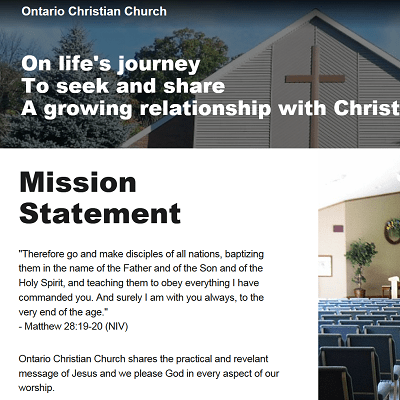 Ontario Christian Church
On life's journey
To seek and share
A growing relationship with Christ
Mission
Statement
"Therefore go and make disciples of all nations, baptizing
them in the name of the Father and of the Son and of the
Holy Spirit, and teaching them to obey everything I have
commanded you. And surely I am with you always, to the
very end of the age."
- Matthew 28:19-20 (NIV)
Ontario Christian Church shares the practical and revelant
message of Jesus and we please God in every aspect of our
worship.